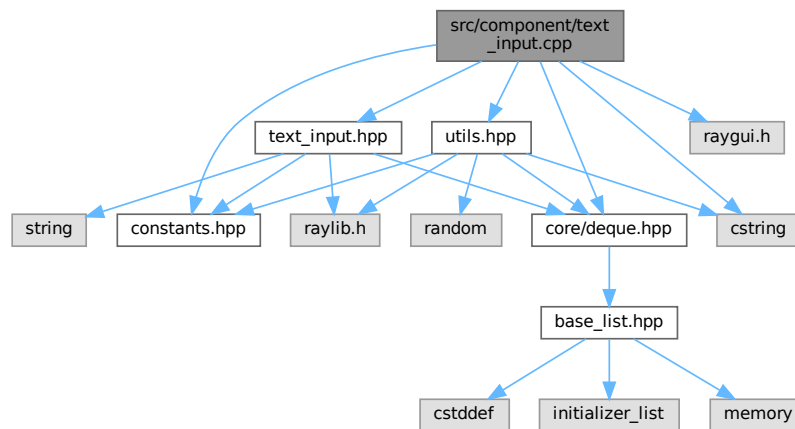 src/component/text
_input.cpp
text_input.hpp
utils.hpp
raygui.h
string
constants.hpp
raylib.h
random
core/deque.hpp
cstring
base_list.hpp
cstddef
initializer_list
memory